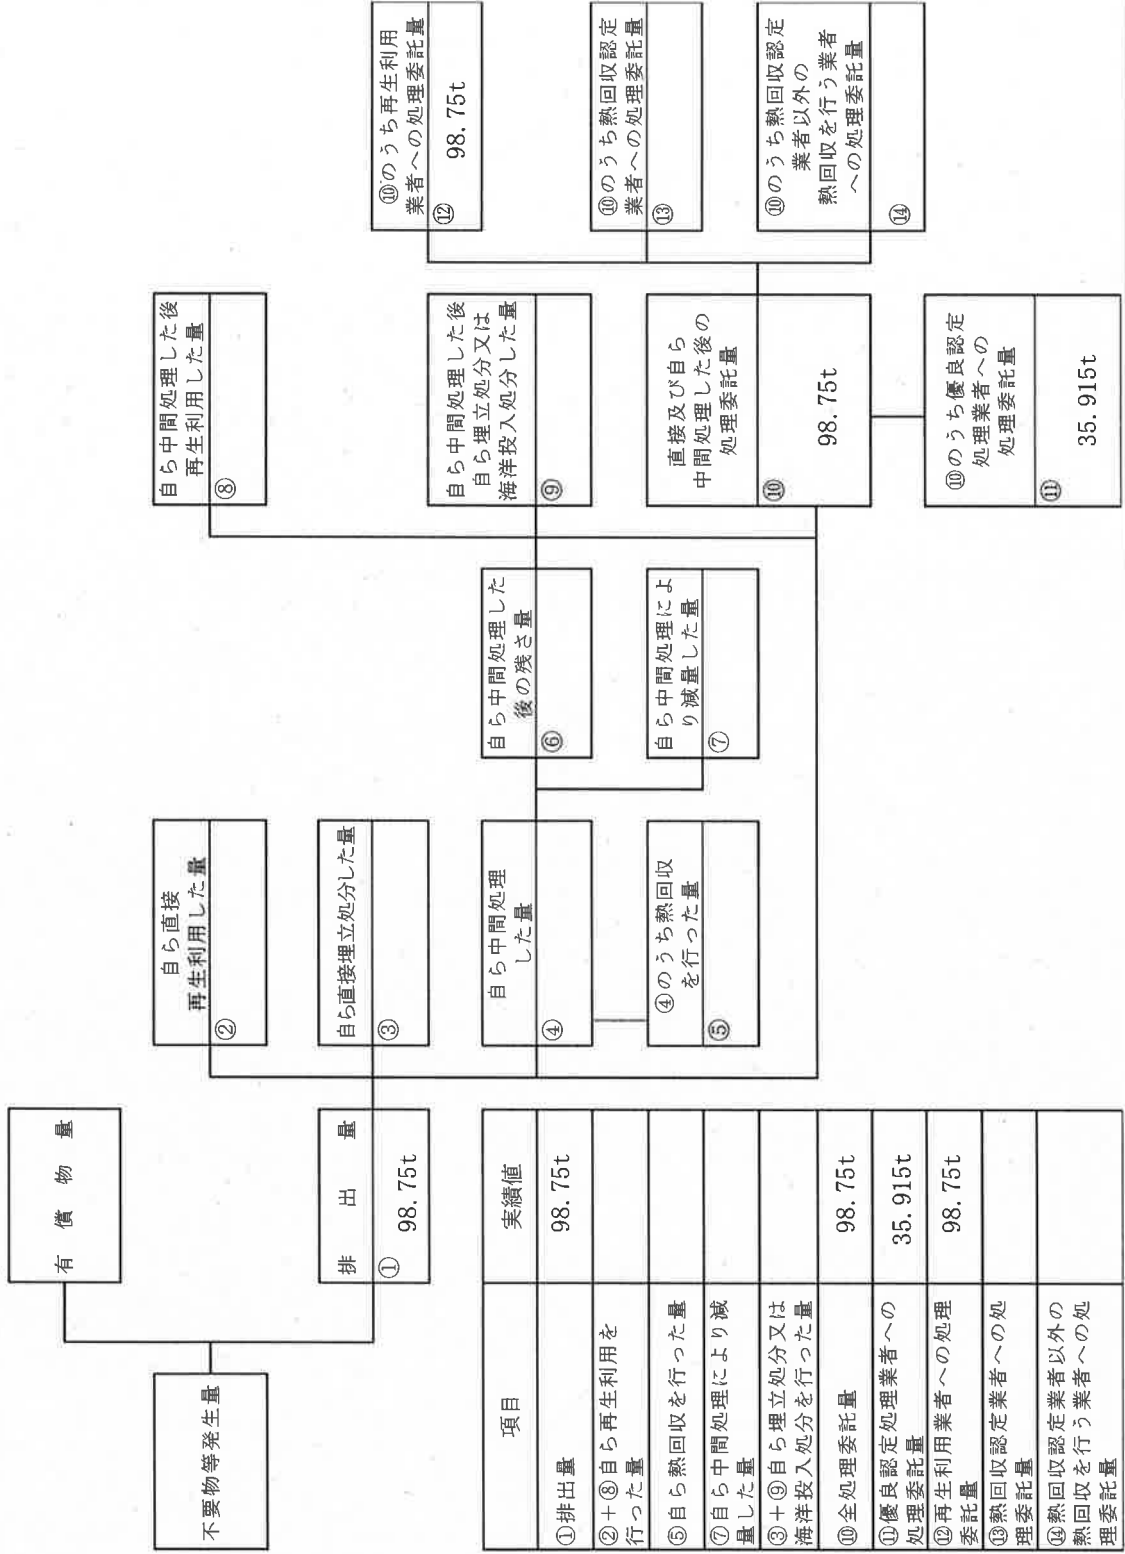 不要物等発生量
有償物量
排出量
① 98.75t
自ら直接
再生利用した量
②
自ら直接埋立処分した量
③
自ら中間処理
した量
④
④のうち熱回収
を行った量
⑤
自ら中間処理した
後の残さ量
⑥
自ら中間処理によ
り減量した量
⑦
自ら中間処理した後
再生利用した量
⑧
自ら中間処理した後
自ら埋立処分又は
海洋投入処分した量
⑨
直接及び自ら
中間処理した後の
処理委託量
⑩
98.75t
⑩のうち優良認定
処理業者への
処理委託量
⑪
35.915t
⑩のうち再生利用
業者への処理委託量
⑫
98.75t
⑩のうち熱回収認定
業者への処理委託量
⑬
⑩のうち熱回収認定
業者以外の
熱回収を行う業者
への処理委託量
⑭
項目 実績値
①排出量 98.75t
②+⑧自ら再生利用を
行った量
⑤自ら熱回収を行った量
⑦自ら中間処理により減
量した量
③+⑨自ら埋立処分又は
海洋投入処分を行った量
⑩全処理委託量 98.75t
⑪優良認定処理業者への
処理委託量 35.915t
⑫再生利用業者への処理
委託量 98.75t
⑬熱回収認定業者への処
理委託量
⑭熱回収認定業者以外の
熱回収を行う業者への処
理委託量